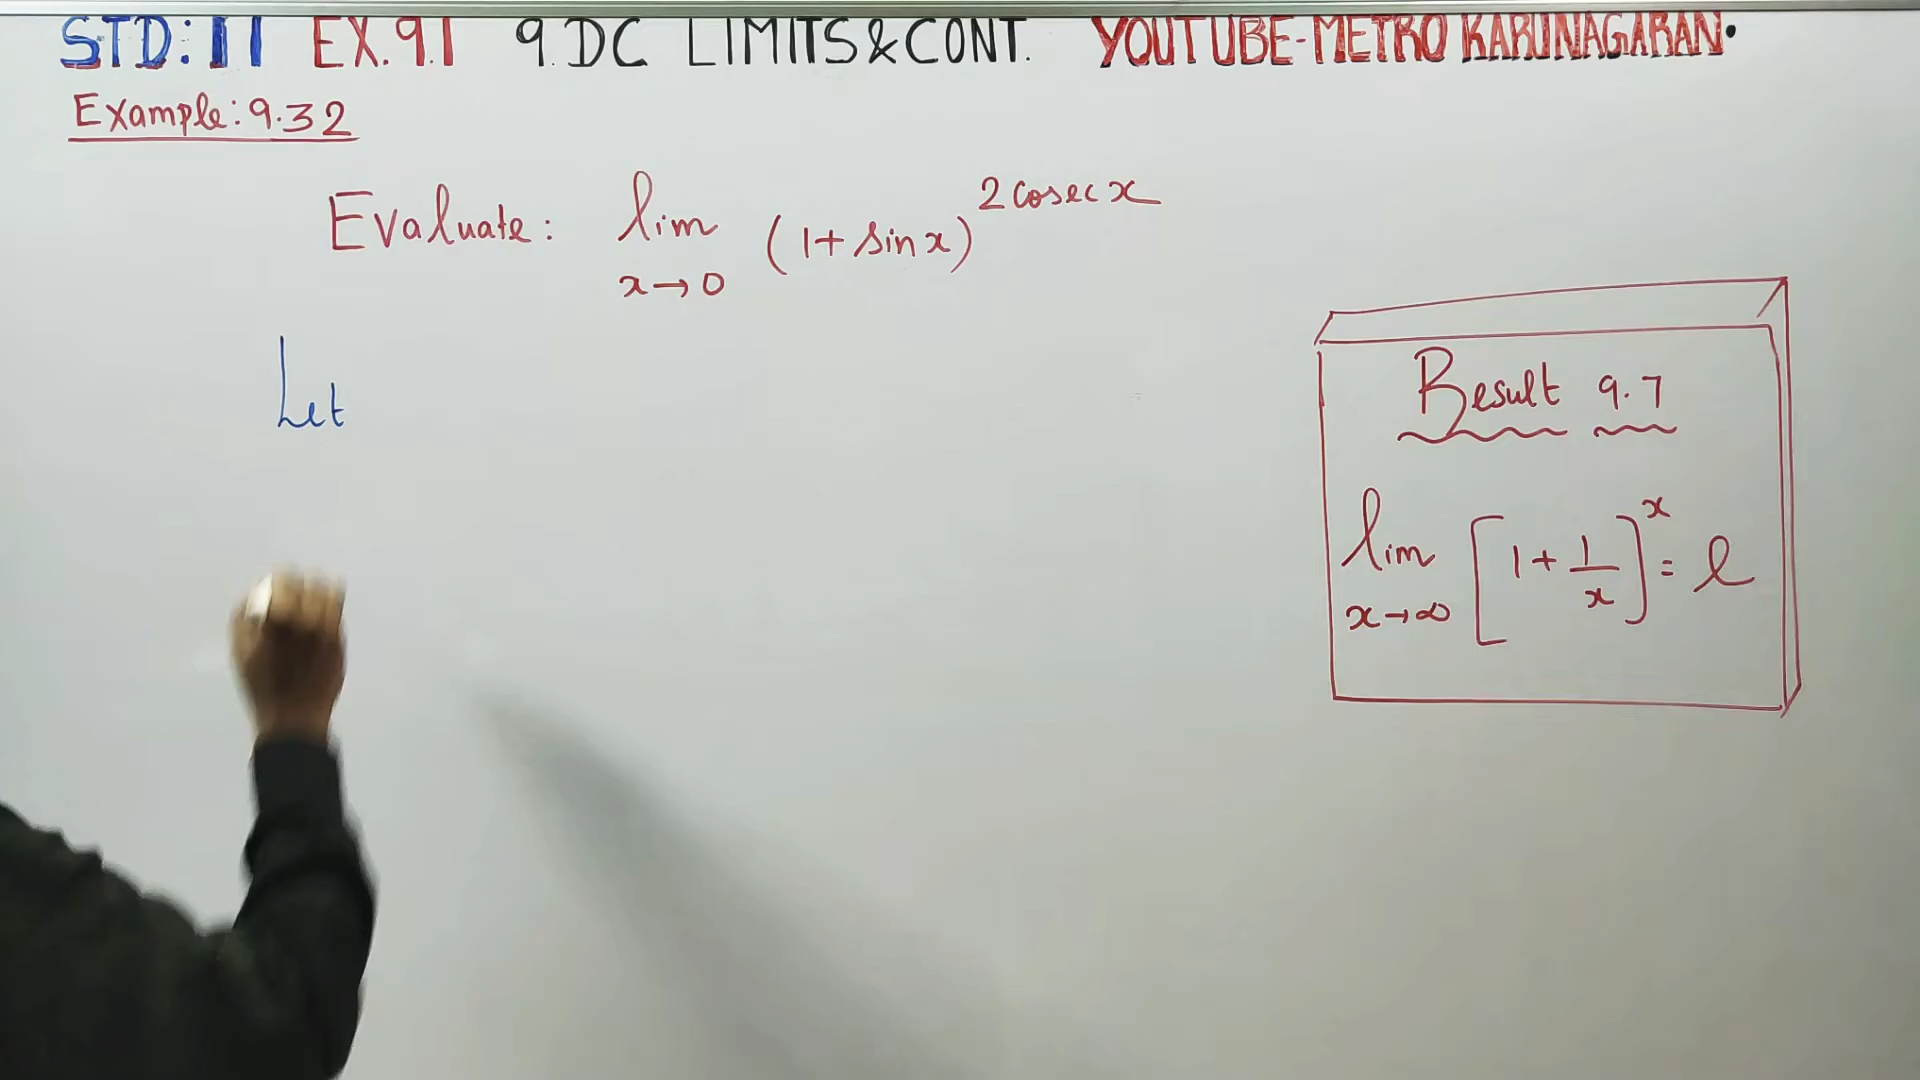 STD: 11 EX.9.1 9.DC LIMITS & CONT. YOUTUBE-METRO KARUNAGARAN.
Example: 9.32
Evaluate: lim x→0 (1+ sin x)^2 cosec x
Let
Result 9.7
lim x→∞ [1 + 1/x]^x = e